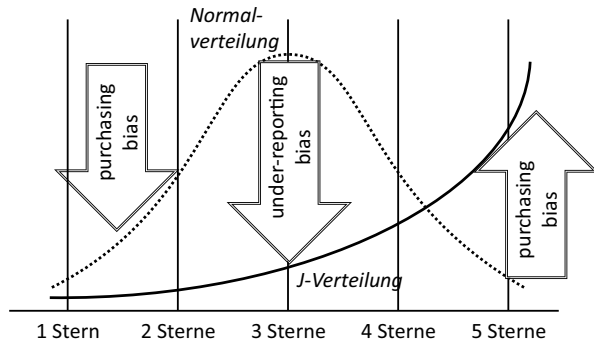 Normal-
verteilung
purchasing
bias
under-reporting
bias
purchasing
bias
J-Verteilung
1 Stern
2 Sterne
3 Sterne
4 Sterne
5 Sterne